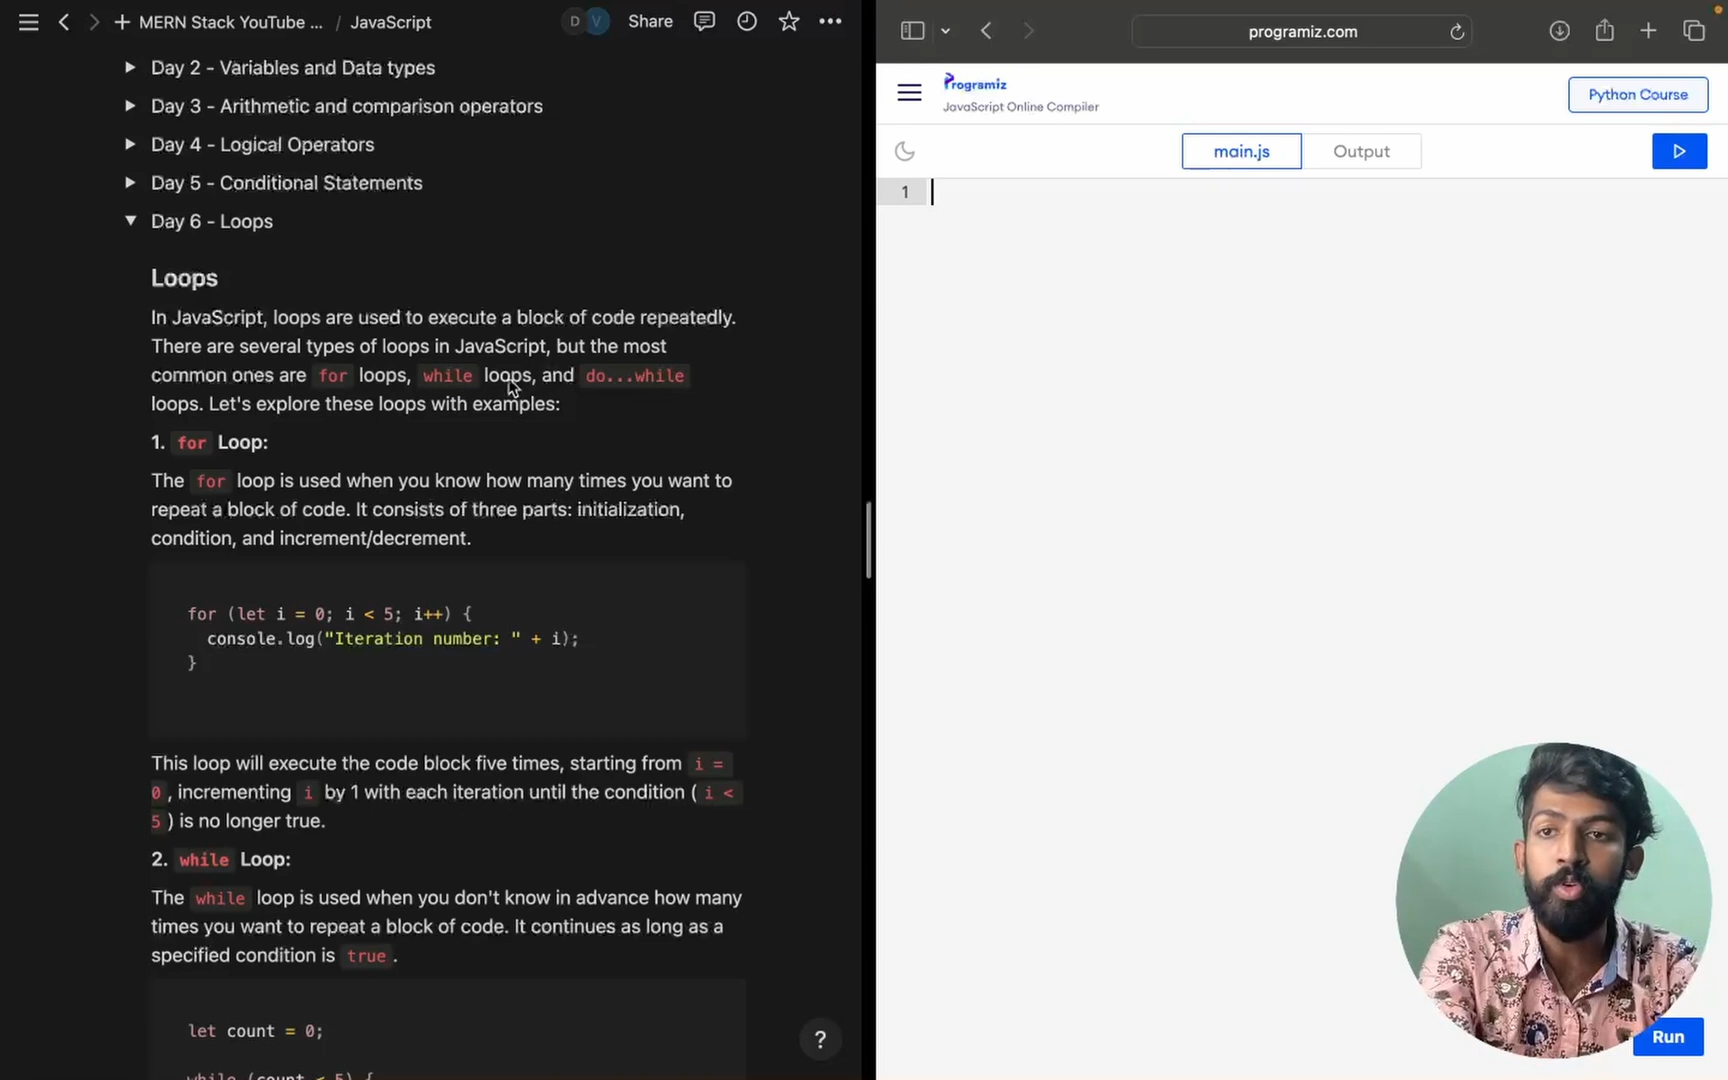 MERN Stack YouTube ... / JavaScript
D V Share
Day 2 - Variables and Data types
Day 3 - Arithmetic and comparison operators
Day 4 - Logical Operators
Day 5 - Conditional Statements
Day 6 - Loops
Loops
In JavaScript, loops are used to execute a block of code repeatedly.
There are several types of loops in JavaScript, but the most
common ones are for loops, while loops, and do...while
loops. Let's explore these loops with examples:
1. for Loop:
The for loop is used when you know how many times you want to
repeat a block of code. It consists of three parts: initialization,
condition, and increment/decrement.
for (let i = 0; i < 5; i++) {
console.log("Iteration number: " + i);
}
This loop will execute the code block five times, starting from i =
0, incrementing i by 1 with each iteration until the condition ( i <
5 ) is no longer true.
2. while Loop:
The while loop is used when you don't know in advance how many
times you want to repeat a block of code. It continues as long as a
specified condition is true.
let count = 0;
while (count < 5) {
?
programiz.com
Programiz
JavaScript Online Compiler
Python Course
main.js
Output
1
Run